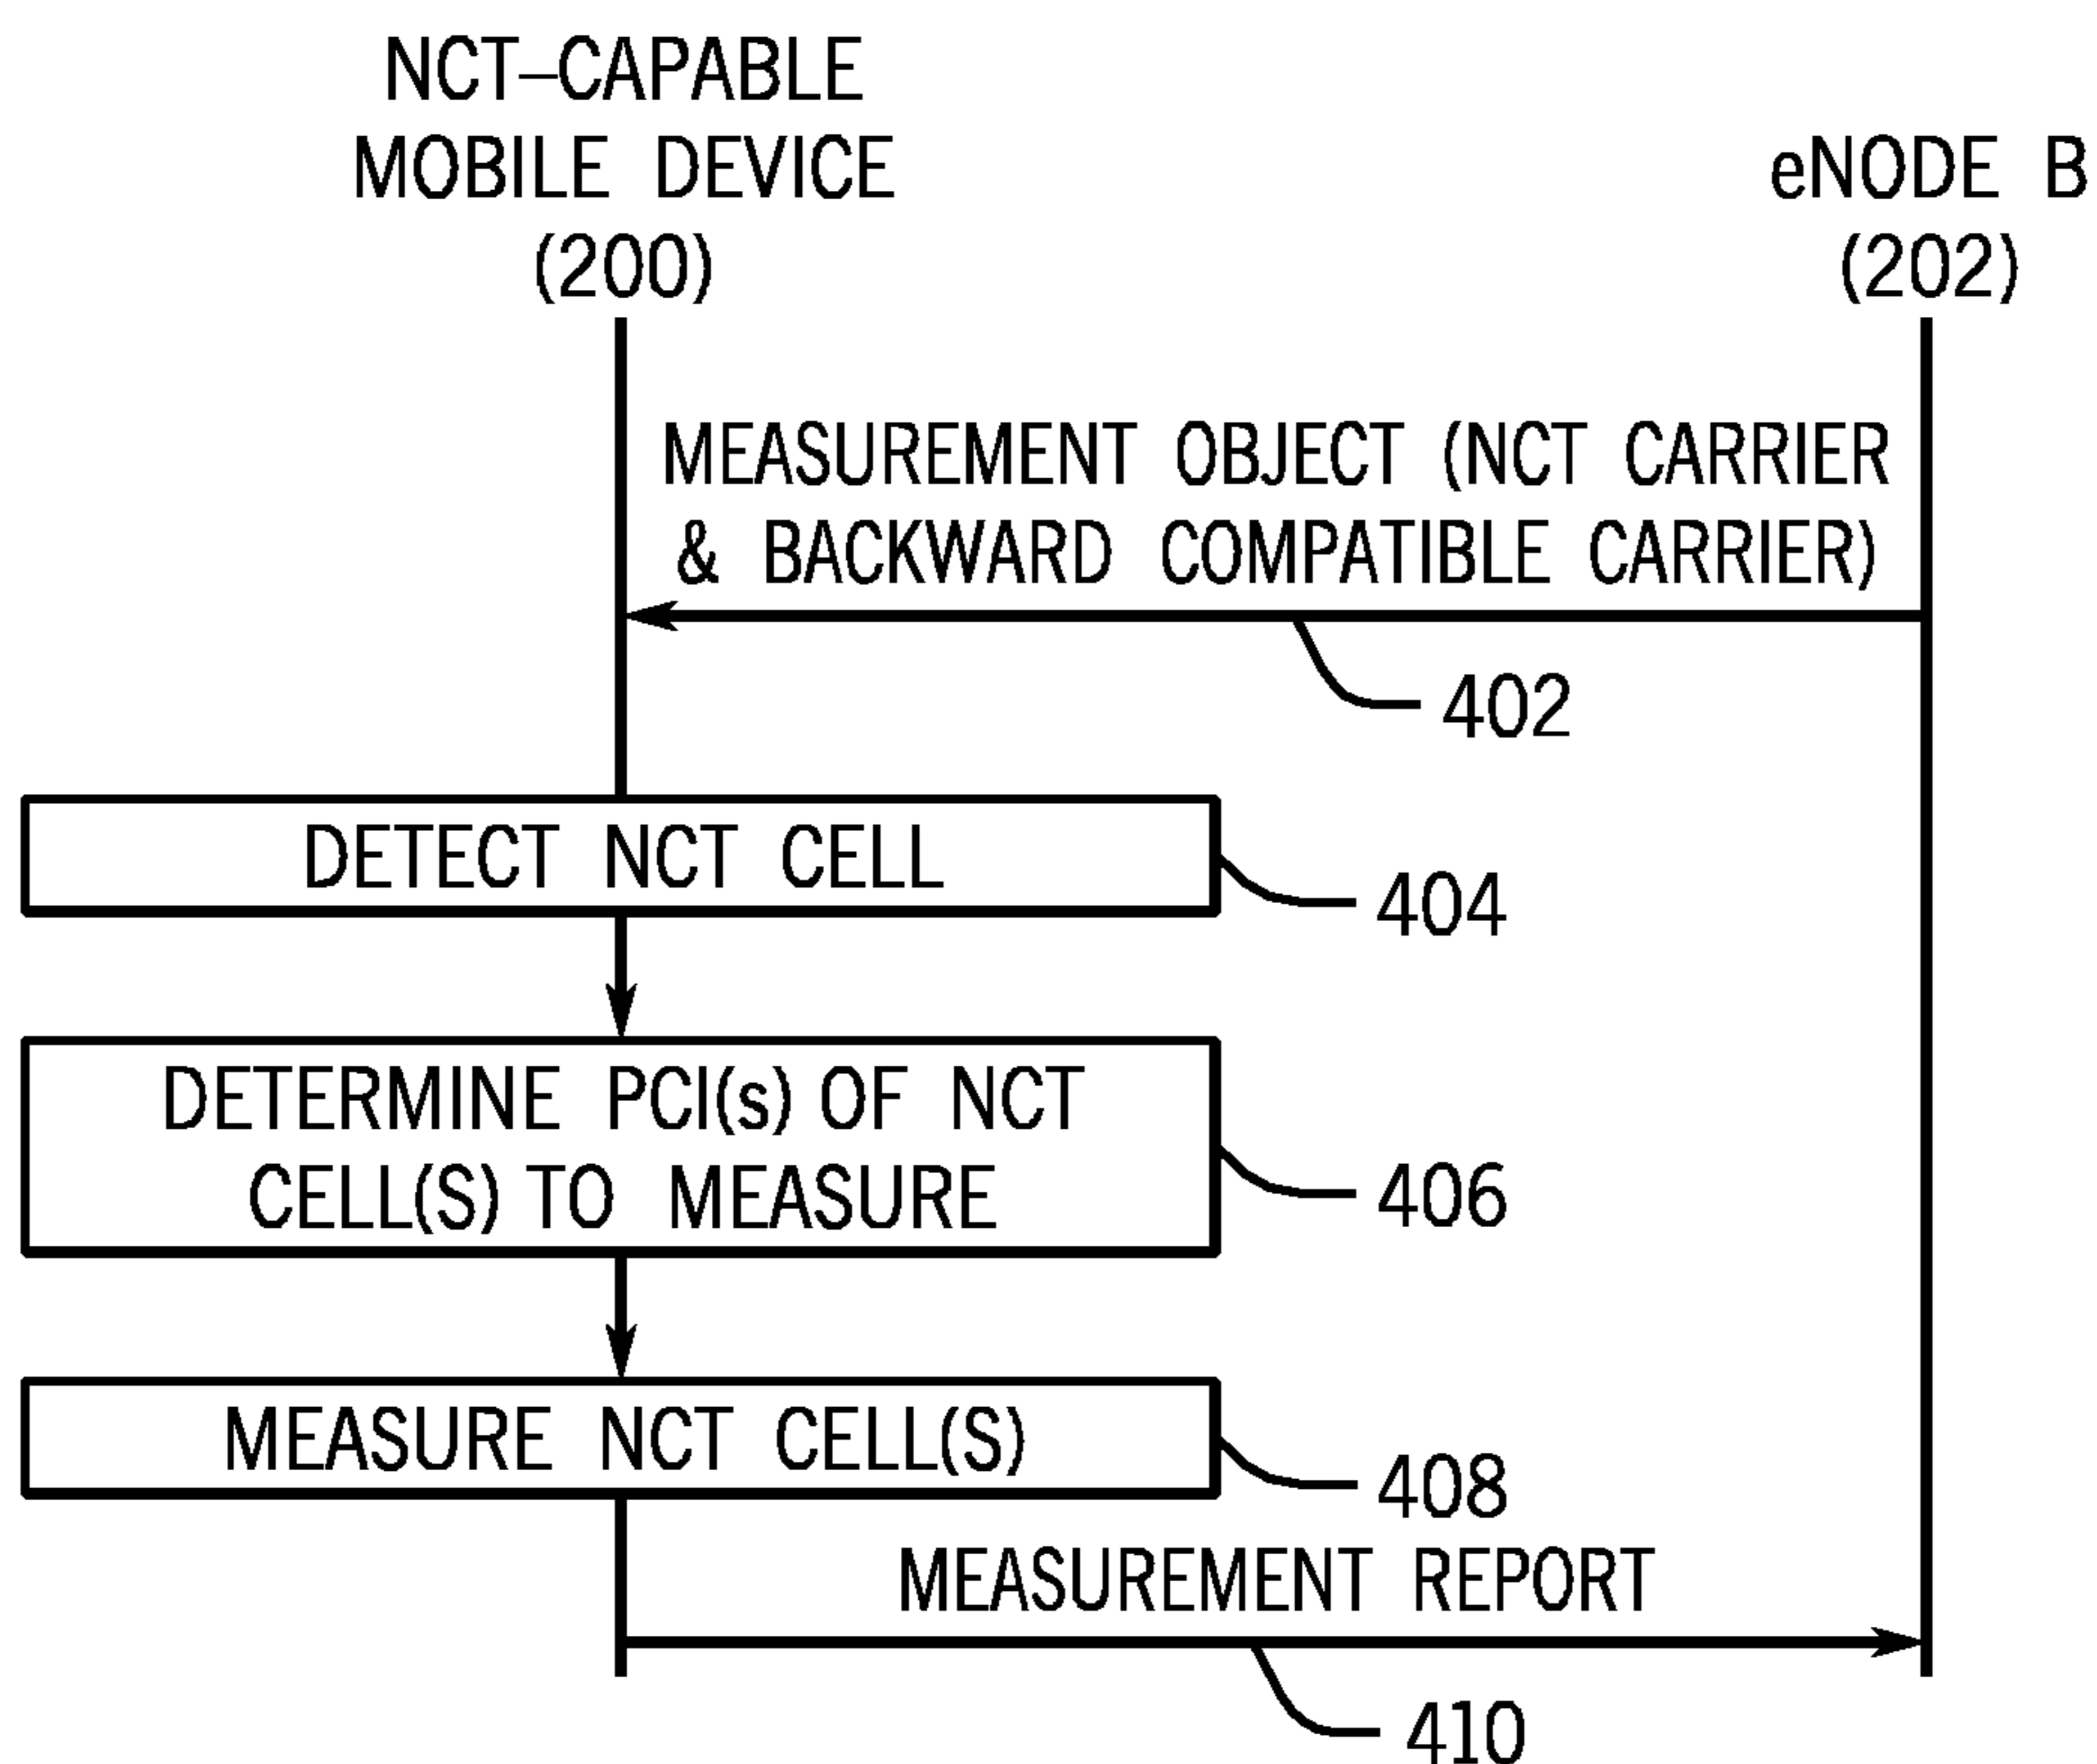 NCT-CAPABLE
MOBILE DEVICE
(200)
eNODE B
(202)
MEASUREMENT OBJECT (NCT CARRIER
& BACKWARD COMPATIBLE CARRIER)
402
DETECT NCT CELL
404
DETERMINE PCI(s) OF NCT
CELL(S) TO MEASURE
406
MEASURE NCT CELL(S)
408
MEASUREMENT REPORT
410